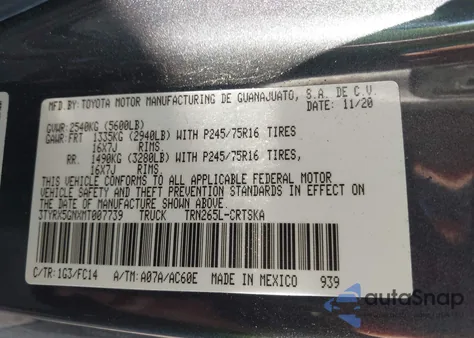 MFD.BY:TOYOTA MOTOR MANUFACTURING DE GUANAJUATO, S.A. DE C.V.
DATE: 11/20
GVWR: 2540KG (5600LB)
GAWR:FRT 1335KG (2940LB) WITH P245/75R16 TIRES
16X7J RIMS,
RR. 1490KG (3280LB) WITH P245/75R16 TIRES,
16X7J RIMS
THIS VEHICLE CONFORMS TO ALL APPLICABLE FEDERAL MOTOR
VEHICLE SAFETY AND THEFT PREVENTION STANDARDS IN EFFECT ON
THE DATE OF MANUFACTURE SHOWN ABOVE.
3TYRX5GNXMT007739 TRUCK TRN265L-CRTSKA
C/TR:1G3/FC14 A/TM:A07A/AC60E MADE IN MEXICO 939
autoSnap